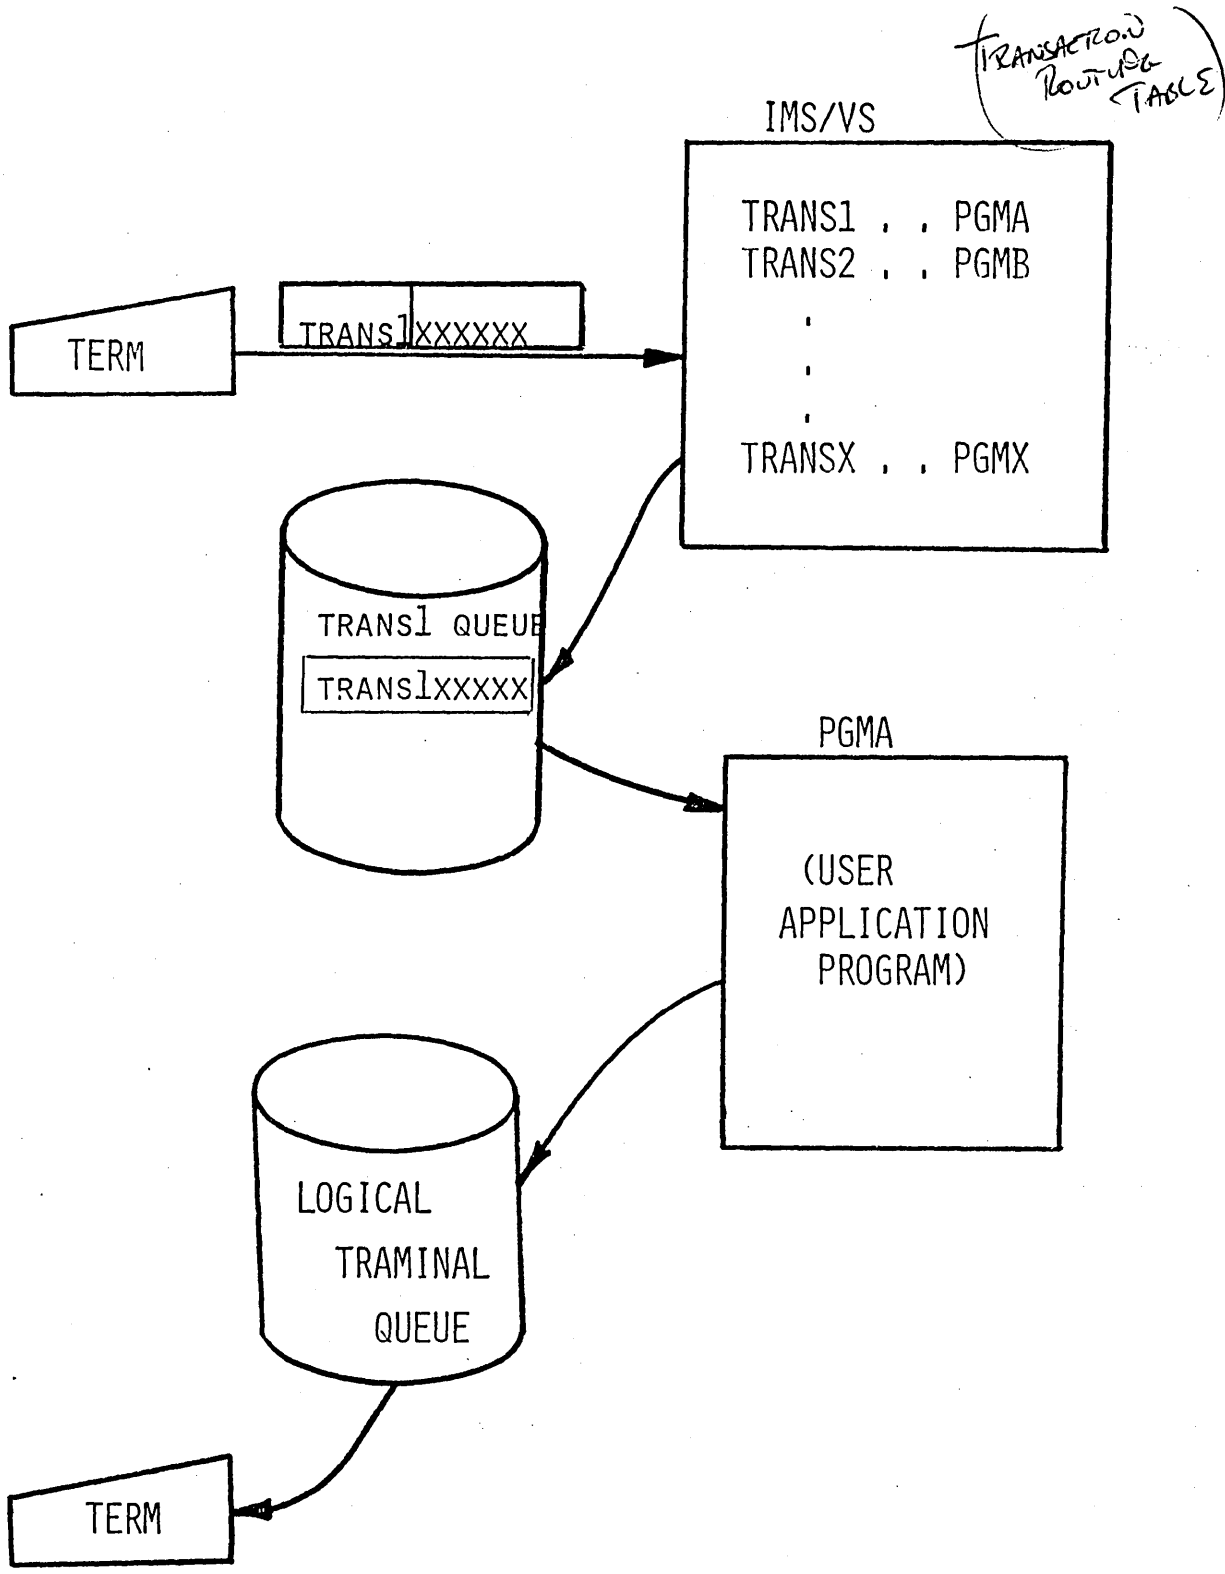 TRANSACTION
ROUTING
TABLE
IMS/VS
TRANS1 . . PGMA
TRANS2 . . PGMB
.
.
.
TRANSX . . PGMX
TERM
TRANS1XXXXXX
TRANS1 QUEUE
TRANS1XXXXX
PGMA
(USER
APPLICATION
PROGRAM)
LOGICAL
TRAMINAL
QUEUE
TERM